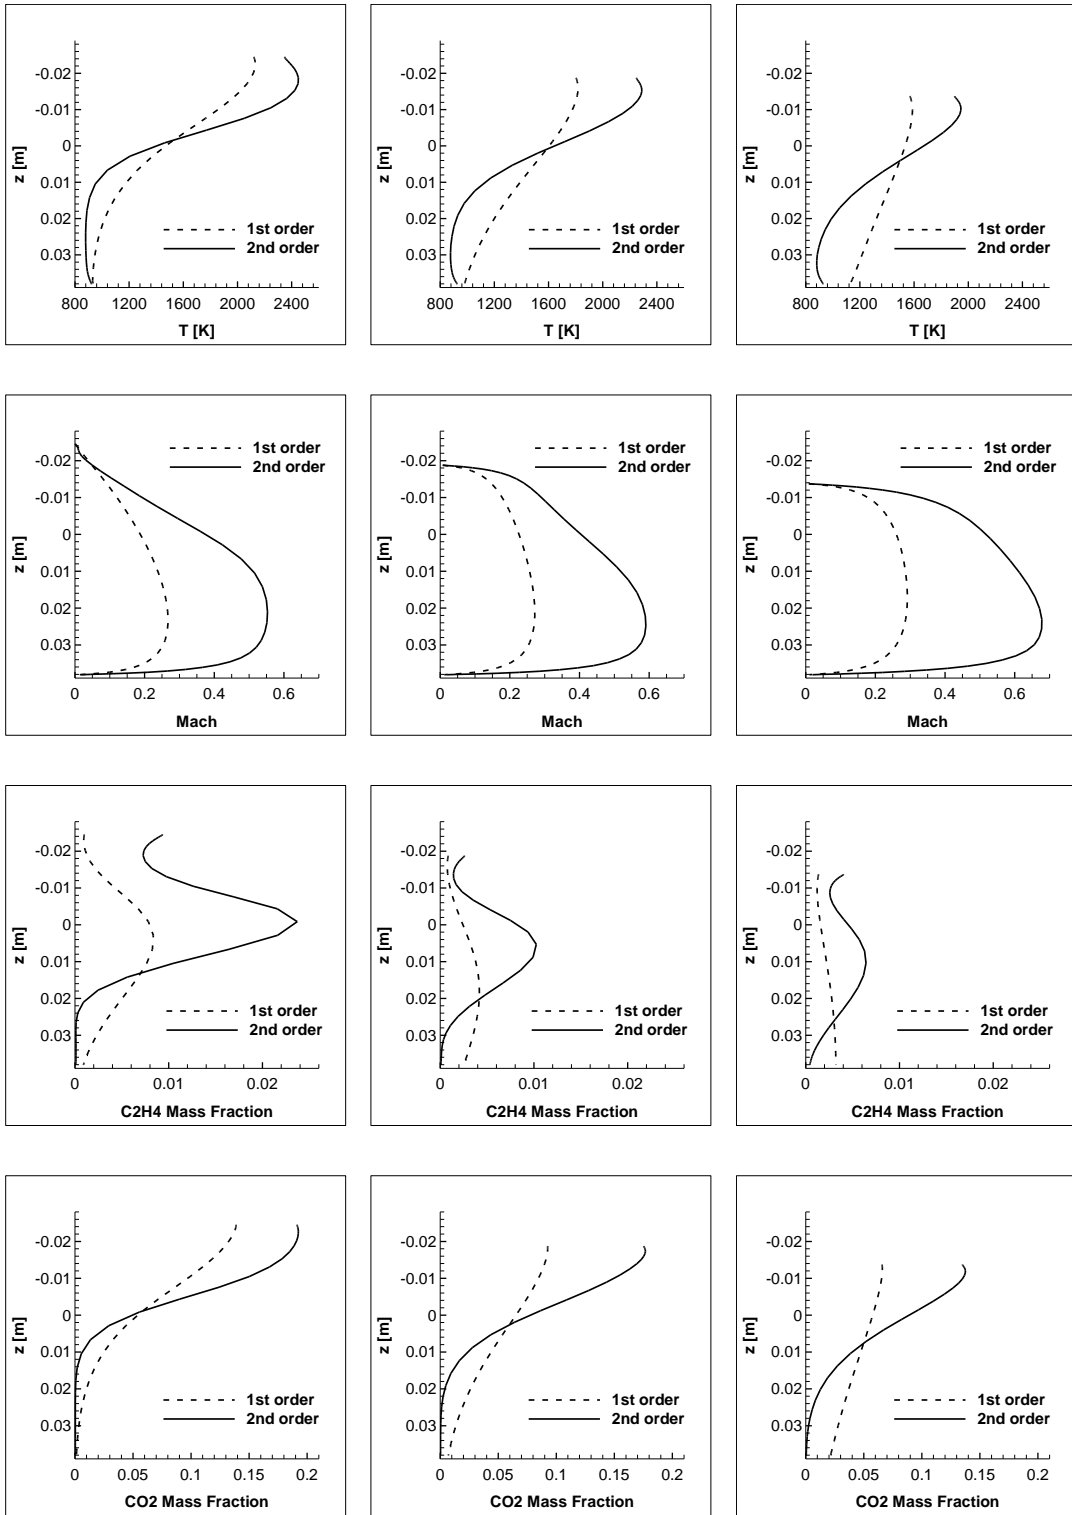 -0.02
-0.01
0
0.01
0.02
0.03
z [m]
1st order
2nd order
800 1200 1600 2000 2400
T [K]
-0.02
-0.01
0
0.01
0.02
0.03
z [m]
1st order
2nd order
800 1200 1600 2000 2400
T [K]
-0.02
-0.01
0
0.01
0.02
0.03
z [m]
1st order
2nd order
800 1200 1600 2000 2400
T [K]
1st order
2nd order
-0.02
-0.01
0
0.01
0.02
0.03
z [m]
0 0.2 0.4 0.6
Mach
1st order
2nd order
-0.02
-0.01
0
0.01
0.02
0.03
z [m]
0 0.2 0.4 0.6
Mach
1st order
2nd order
-0.02
-0.01
0
0.01
0.02
0.03
z [m]
0 0.2 0.4 0.6
Mach
-0.02
-0.01
0
0.01
0.02
0.03
z [m]
1st order
2nd order
0 0.01 0.02
C2H4 Mass Fraction
-0.02
-0.01
0
0.01
0.02
0.03
z [m]
1st order
2nd order
0 0.01 0.02
C2H4 Mass Fraction
-0.02
-0.01
0
0.01
0.02
0.03
z [m]
1st order
2nd order
0 0.01 0.02
C2H4 Mass Fraction
-0.02
-0.01
0
0.01
0.02
0.03
z [m]
1st order
2nd order
0 0.05 0.1 0.15 0.2
CO2 Mass Fraction
-0.02
-0.01
0
0.01
0.02
0.03
z [m]
1st order
2nd order
0 0.05 0.1 0.15 0.2
CO2 Mass Fraction
-0.02
-0.01
0
0.01
0.02
0.03
z [m]
1st order
2nd order
0 0.05 0.1 0.15 0.2
CO2 Mass Fraction